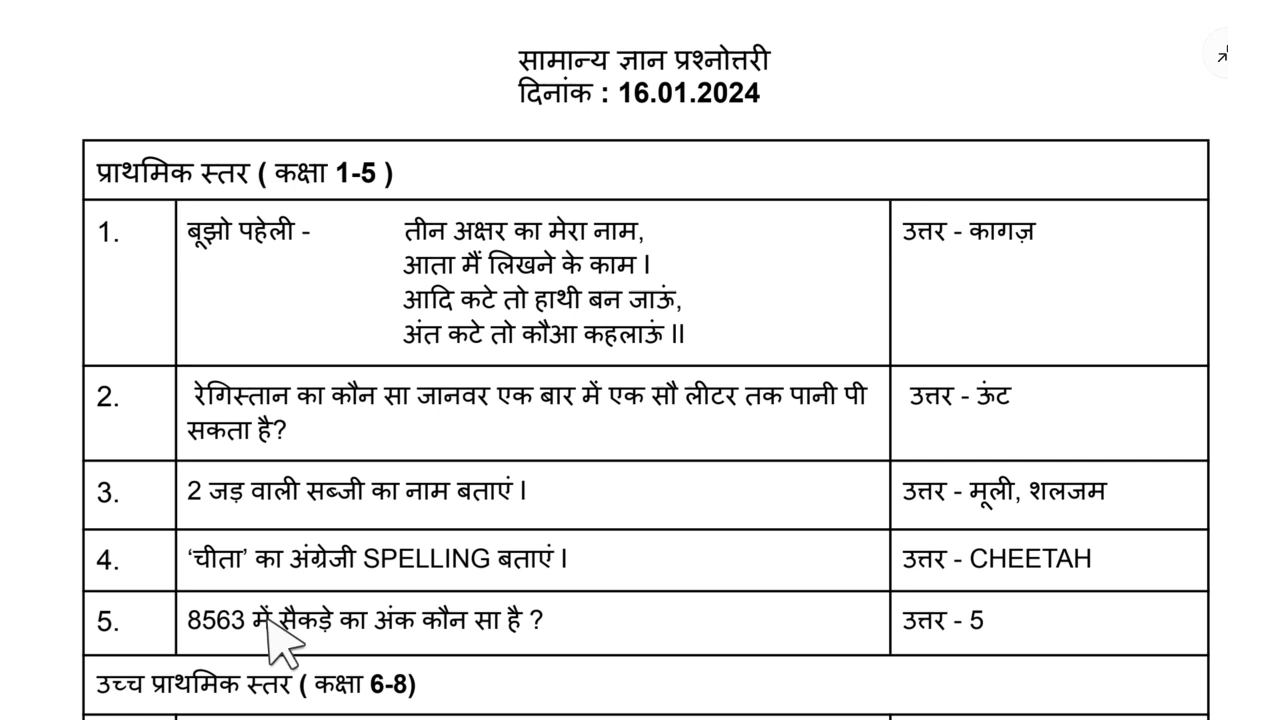 सामान्य ज्ञान प्रश्नोत्तरी
दिनांक : 16.01.2024
प्राथमिक स्तर ( कक्षा 1-5 )
1. बूझो पहेली - तीन अक्षर का मेरा नाम, उत्तर - कागज़
आता मैं लिखने के काम I
आदि कटे तो हाथी बन जाऊं,
अंत कटे तो कौआ कहलाऊं II
2. रेगिस्तान का कौन सा जानवर एक बार में एक सौ लीटर तक पानी पी उत्तर - ऊंट
सकता है?
3. 2 जड़ वाली सब्जी का नाम बताएं I उत्तर - मूली, शलजम
4. ‘चीता’ का अंग्रेजी SPELLING बताएं I उत्तर - CHEETAH
5. 8563 में सैकड़े का अंक कौन सा है ? उत्तर - 5
उच्च प्राथमिक स्तर ( कक्षा 6-8)